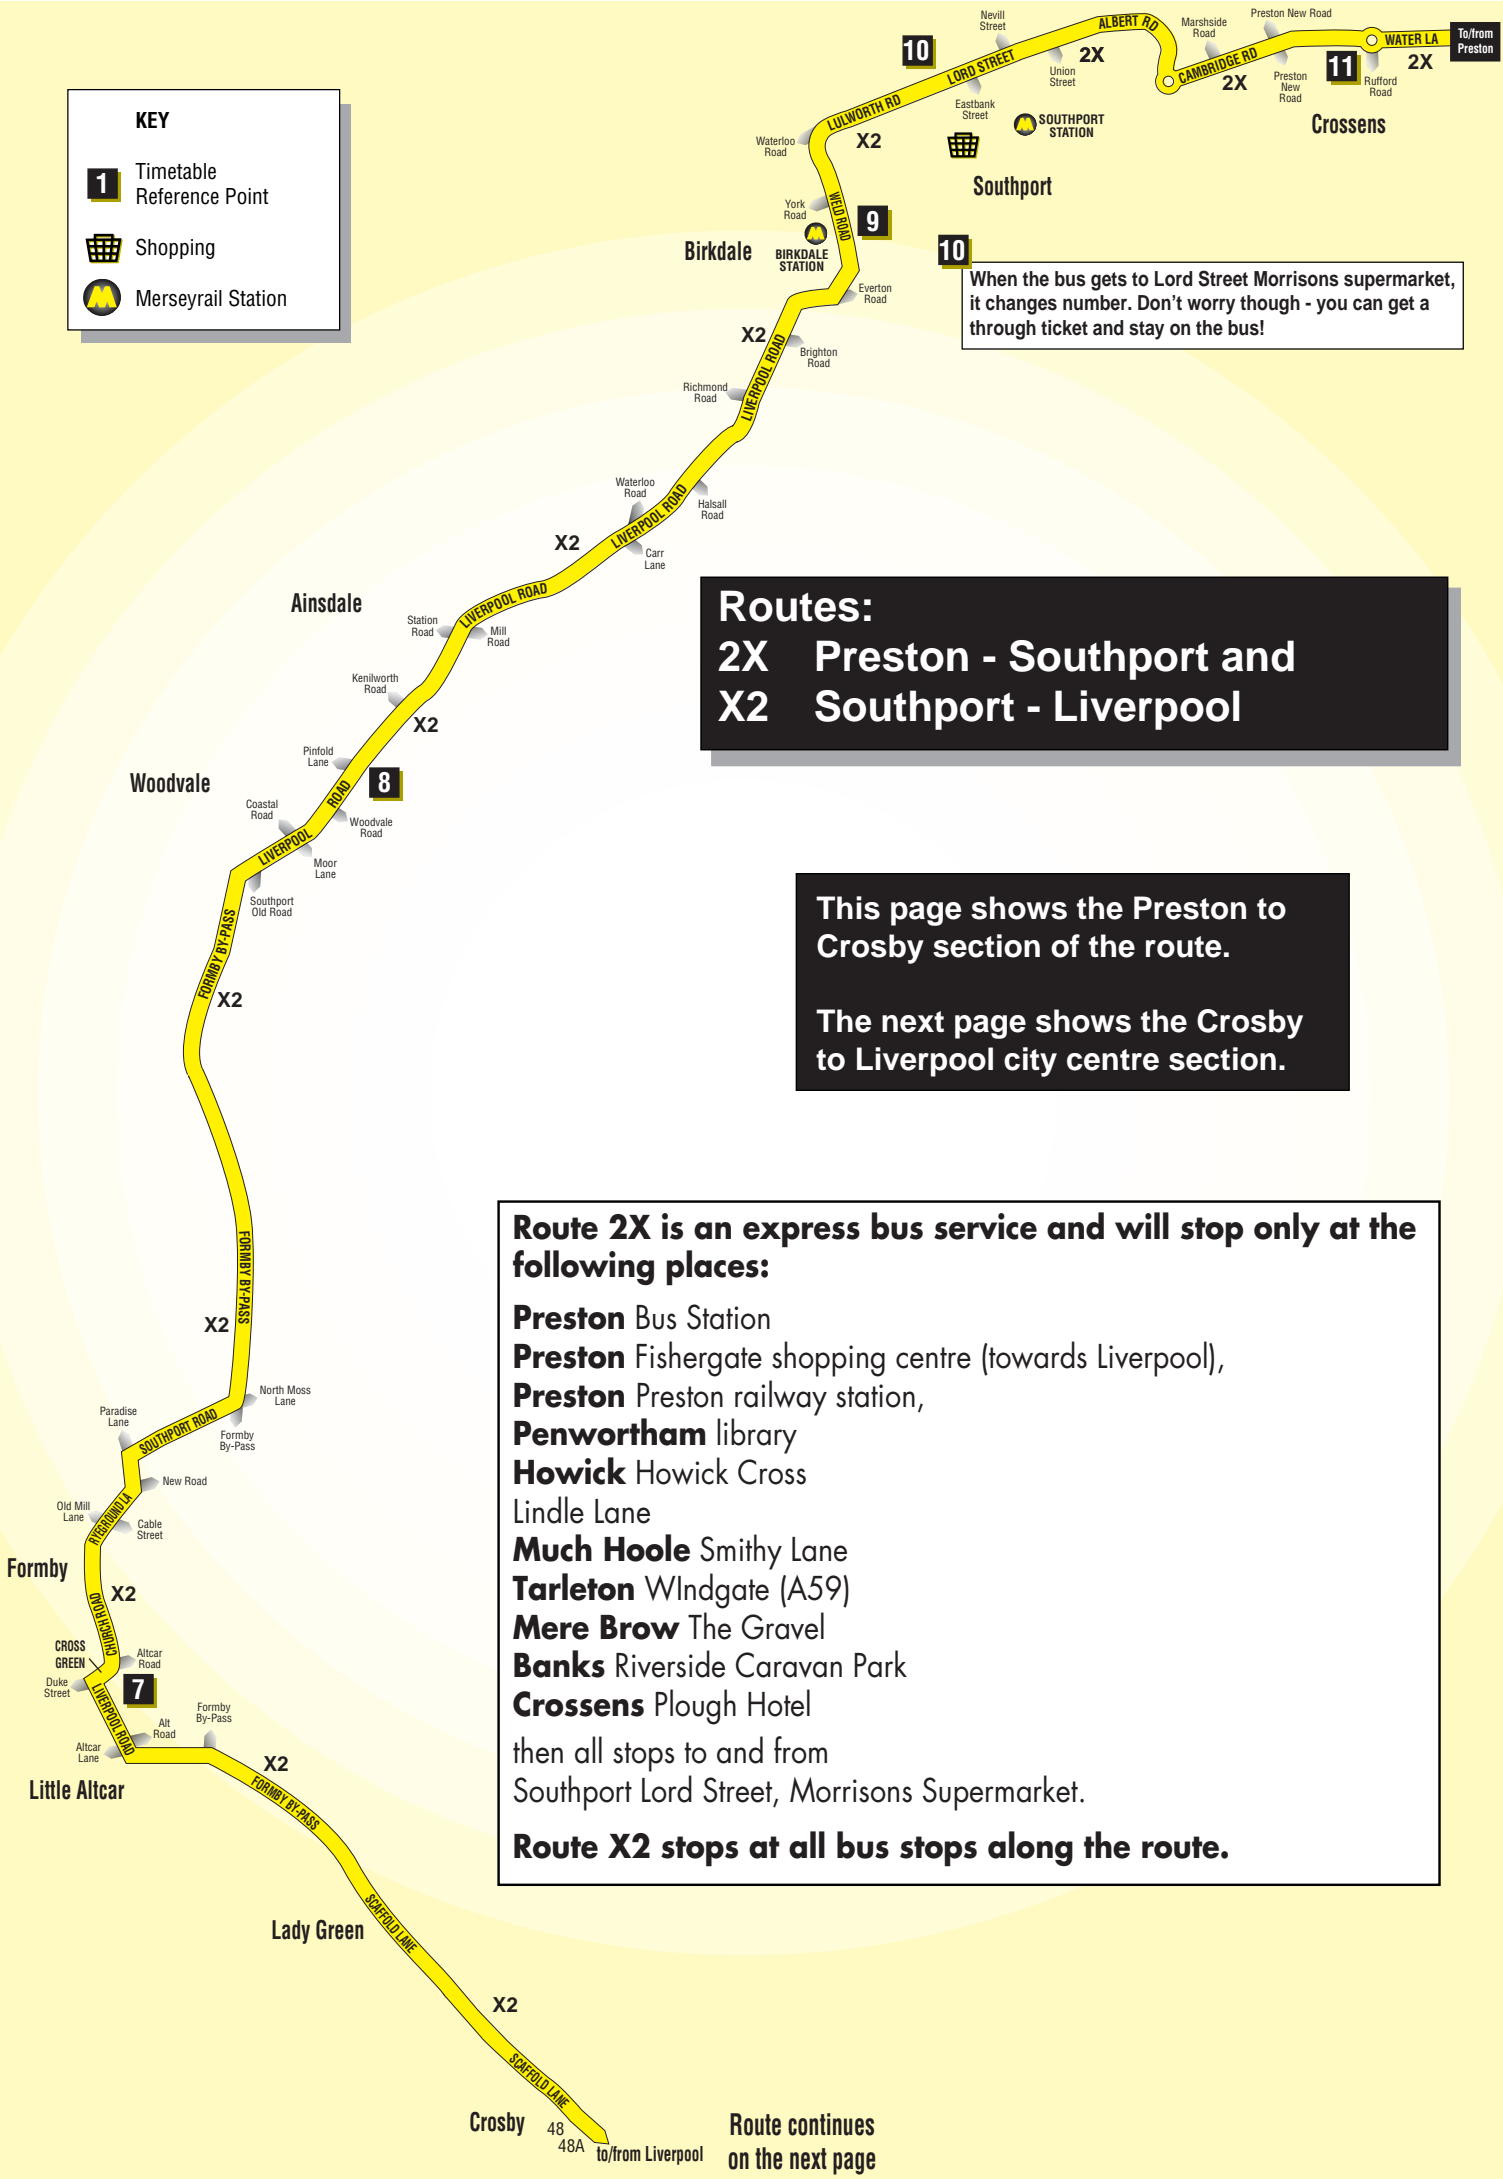 KEY
1
Timetable
Reference Point
Shopping
Merseyrail Station
To/from
Preston
WATER LA
2X
Rufford
Road
11
Crossens
Preston New Road
Preston
New
Road
Marshside
Road
CAMBRIDGE RD
2X
ALBERT RD
2X
Nevill
Street
Union
Street
LORD STREET
10
Eastbank
Street
SOUTHPORT
STATION
Southport
LULWORTH RD
X2
Waterloo
Road
York
Road
WELD ROAD
9
Birkdale
BIRKDALE
STATION
10
When the bus gets to Lord Street Morrisons supermarket,
it changes number. Don't worry though - you can get a
through ticket and stay on the bus!
Everton
Road
X2
LIVERPOOL ROAD
Brighton
Road
Richmond
Road
Waterloo
Road
Halsall
Road
LIVERPOOL ROAD
X2
Carr
Lane
LIVERPOOL ROAD
Ainsdale
Station
Road
Mill
Road
Kenilworth
Road
X2
Routes:
2X Preston - Southport and
X2 Southport - Liverpool
Pinfold
Lane
8
Woodvale
LIVERPOOL ROAD
Coastal
Road
Woodvale
Road
Moor
Lane
Southport
Old Road
FORMBY BY-PASS
X2
This page shows the Preston to
Crosby section of the route.
The next page shows the Crosby
to Liverpool city centre section.
FORMBY BY-PASS
X2
North Moss
Lane
Formby
By-Pass
SOUTHPORT ROAD
Paradise
Lane
New Road
Old Mill
Lane
RYEGROUND LA
Cable
Street
Formby
X2
CHURCH ROAD
CROSS
GREEN
Altcar
Road
Duke
Street
7
LIVERPOOL ROAD
Alt
Road
Altcar
Lane
Formby
By-Pass
Little Altcar
X2
FORMBY BY-PASS
SCAFFOLD LANE
Lady Green
X2
SCAFFOLD LANE
Crosby
48
48A
to/from Liverpool
Route continues
on the next page
Route 2X is an express bus service and will stop only at the
following places:
Preston Bus Station
Preston Fishergate shopping centre (towards Liverpool),
Preston Preston railway station,
Penwortham library
Howick Howick Cross
Lindle Lane
Much Hoole Smithy Lane
Tarleton WIndgate (A59)
Mere Brow The Gravel
Banks Riverside Caravan Park
Crossens Plough Hotel
then all stops to and from
Southport Lord Street, Morrisons Supermarket.
Route X2 stops at all bus stops along the route.